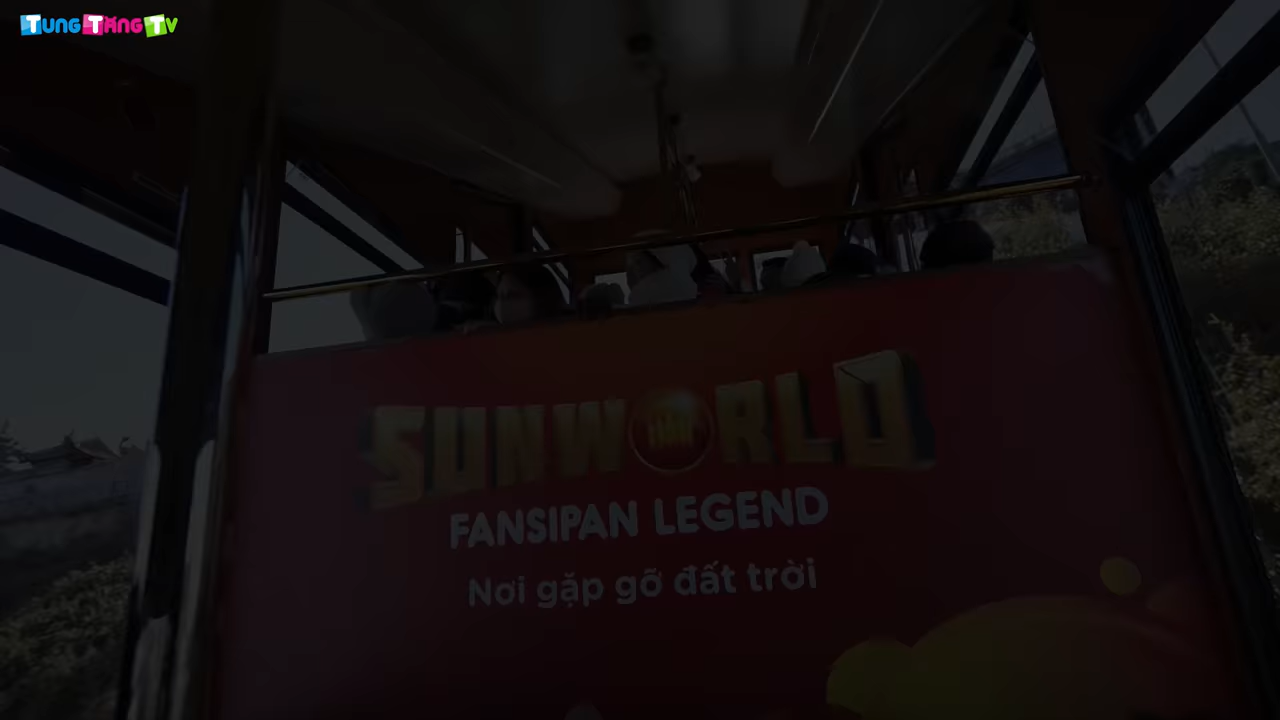 TUNG TĂNG TV
SUNWORLD
FANSIPAN LEGEND
Nơi gặp gỡ đất trời